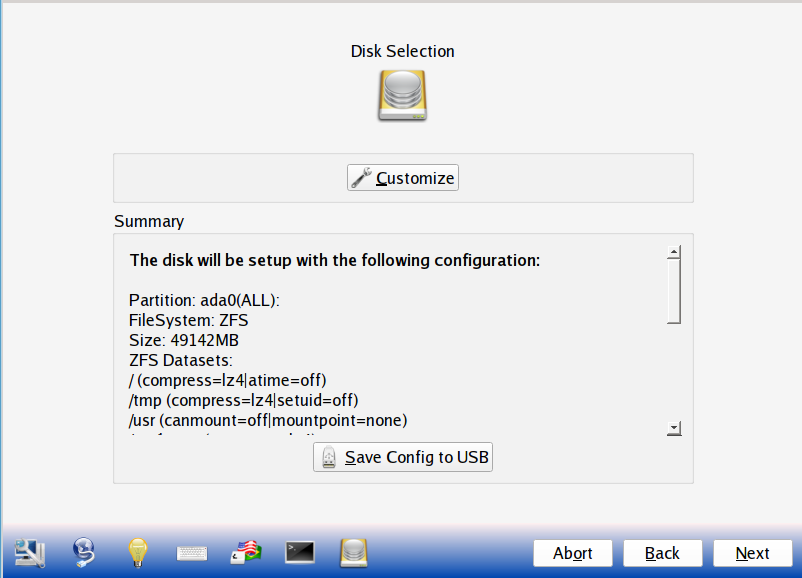 Disk Selection
Customize
Summary
The disk will be setup with the following configuration:
Partition: ada0(ALL):
FileSystem: ZFS
Size: 49142MB
ZFS Datasets:
/ (compress=lz4|atime=off)
/tmp (compress=lz4|setuid=off)
/usr (canmount=off|mountpoint=none)
Save Config to USB
Abort Back Next